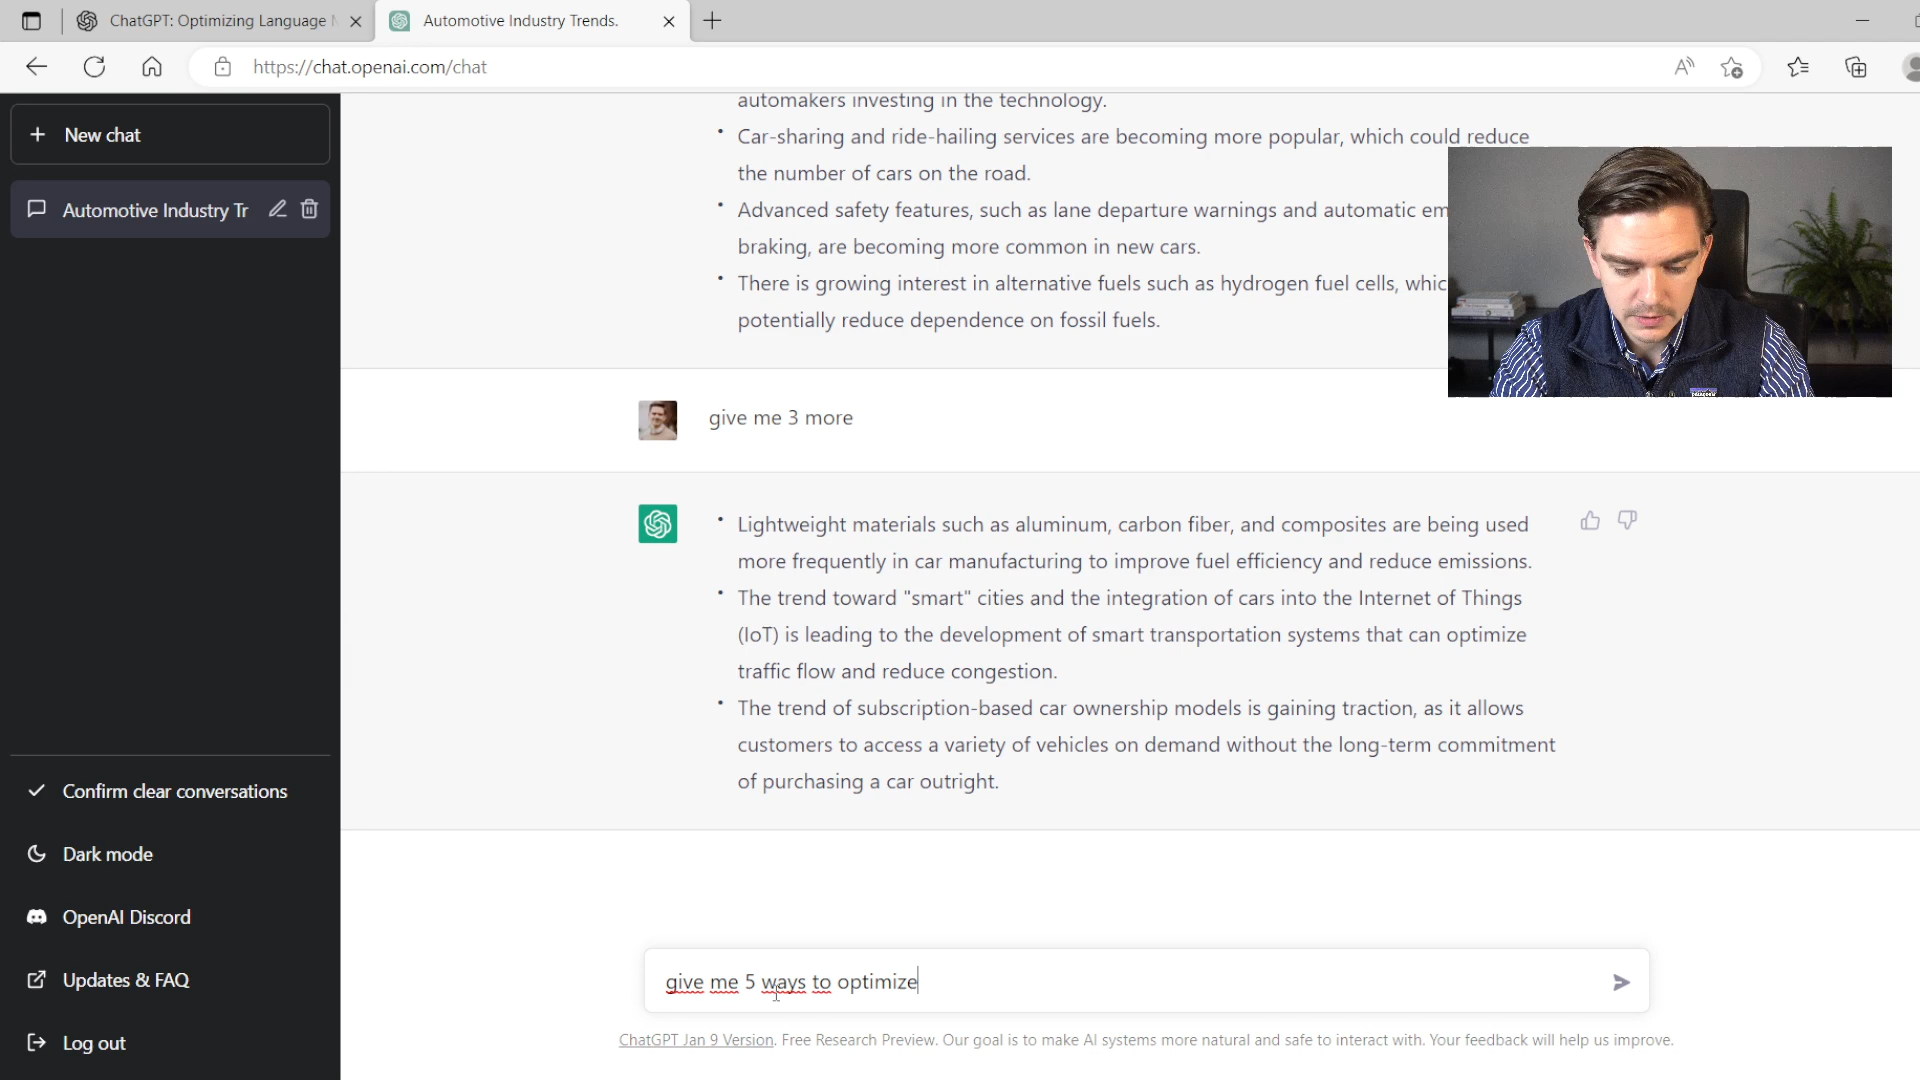 ChatGPT: Optimizing Language
Automotive Industry Trends.
https://chat.openai.com/chat
New chat
Automotive Industry Tr
automakers investing in the technology.
• Car-sharing and ride-hailing services are becoming more popular, which could reduce
the number of cars on the road.
• Advanced safety features, such as lane departure warnings and automatic em
braking, are becoming more common in new cars.
• There is growing interest in alternative fuels such as hydrogen fuel cells, whic
potentially reduce dependence on fossil fuels.
give me 3 more
• Lightweight materials such as aluminum, carbon fiber, and composites are being used
more frequently in car manufacturing to improve fuel efficiency and reduce emissions.
• The trend toward "smart" cities and the integration of cars into the Internet of Things
(IoT) is leading to the development of smart transportation systems that can optimize
traffic flow and reduce congestion.
• The trend of subscription-based car ownership models is gaining traction, as it allows
customers to access a variety of vehicles on demand without the long-term commitment
of purchasing a car outright.
Confirm clear conversations
Dark mode
OpenAI Discord
Updates & FAQ
Log out
give me 5 ways to optimize
ChatGPT Jan 9 Version. Free Research Preview. Our goal is to make AI systems more natural and safe to interact with. Your feedback will help us improve.